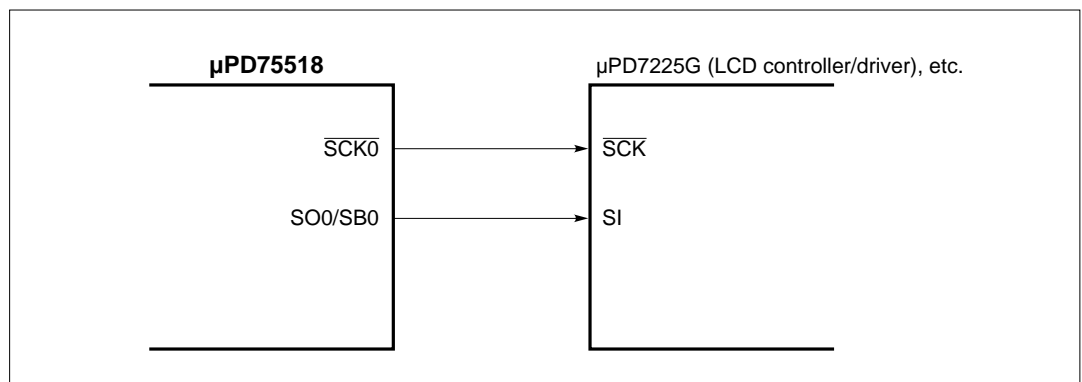 µPD75518
µPD7225G (LCD controller/driver), etc.
SCK0
SCK
SO0/SB0
SI